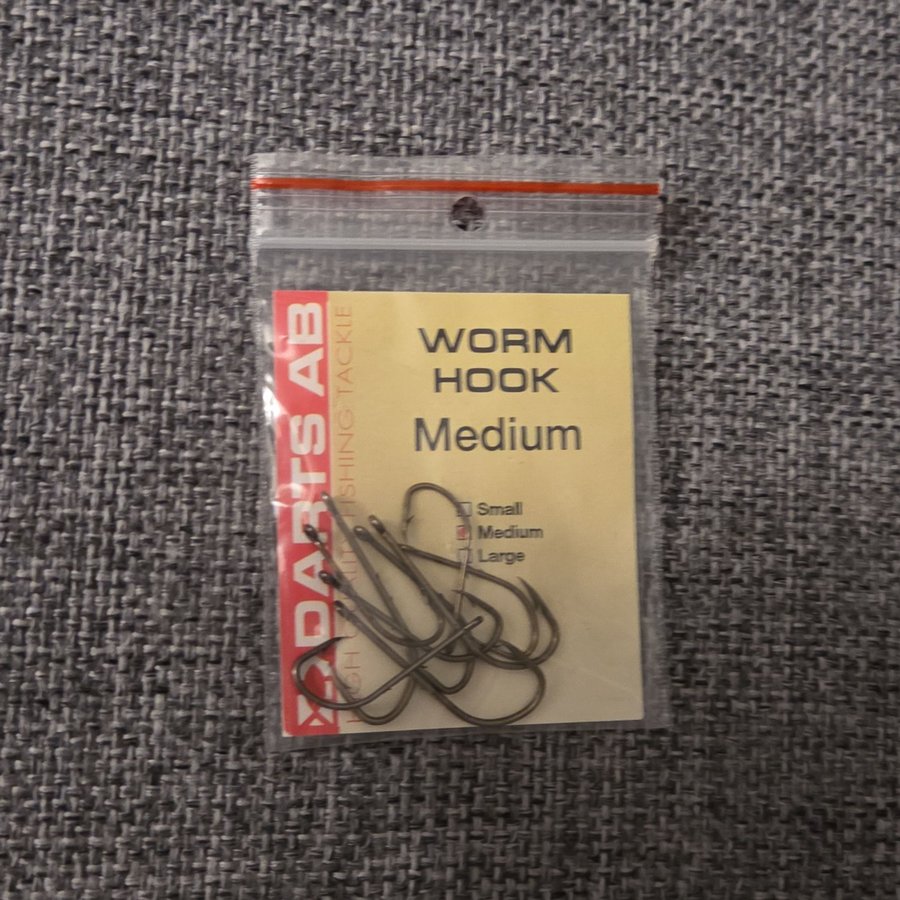 DARTS AB
HIGH QUALITY FISHING TACKLE
WORM
HOOK
Medium
Small
Medium
Large